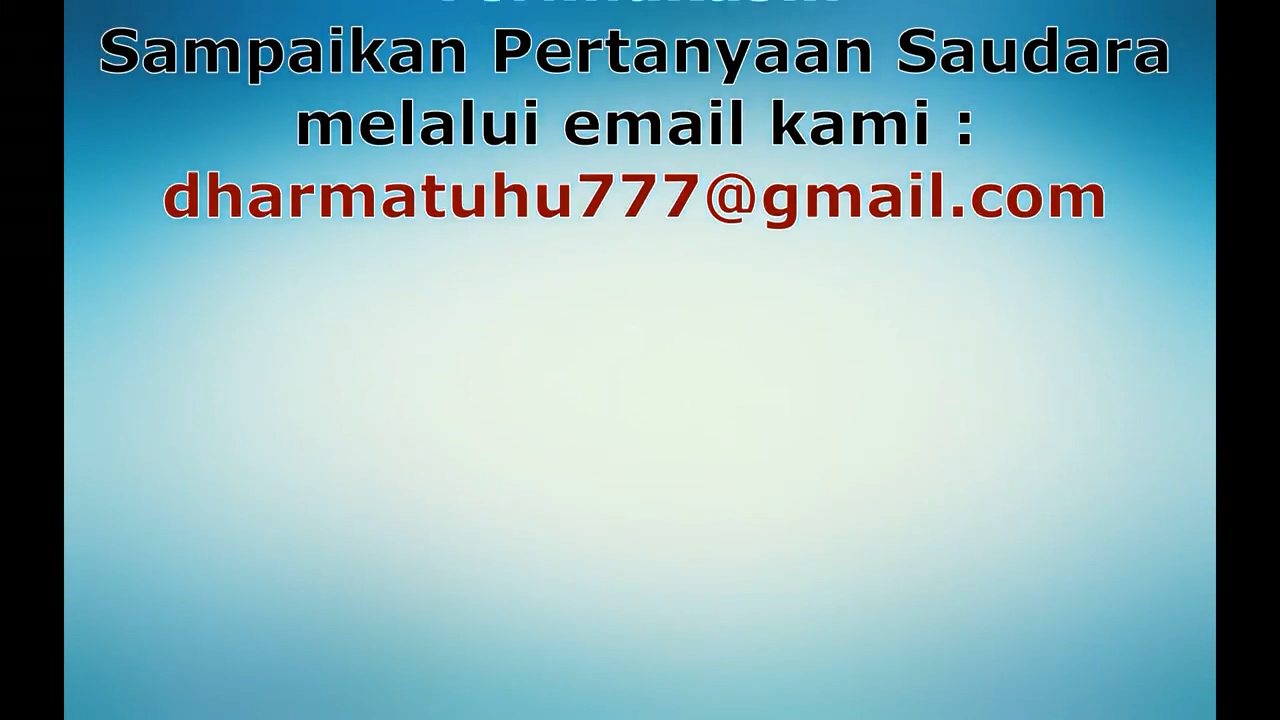 Sampaikan Pertanyaan Saudara
melalui email kami :
dharmatuhu777@gmail.com